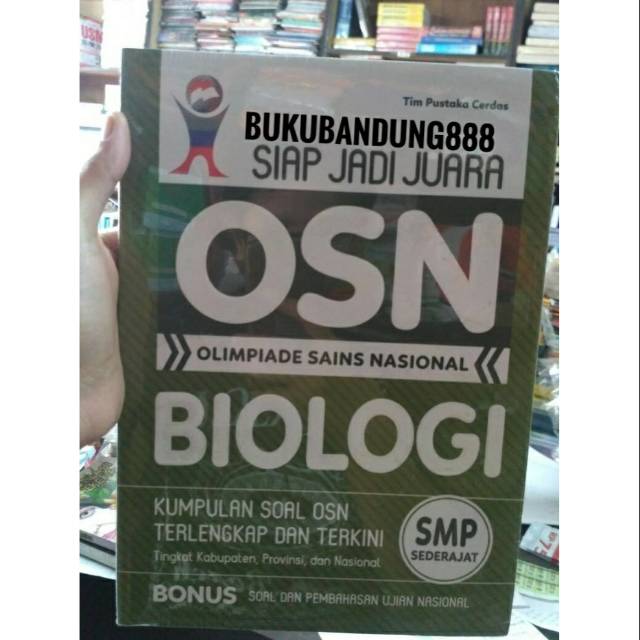 Tim Pustaka Cerdas
BUKUBANDUNG888
SIAP JADI JUARA
OSN
OLIMPIADE SAINS NASIONAL
BIOLOGI
KUMPULAN SOAL OSN
TERLENGKAP DAN TERKINI
Tingkat Kabupaten, Provinsi, dan Nasional
SMP
SEDERAJAT
BONUS SOAL DAN PEMBAHASAN UJIAN NASIONAL